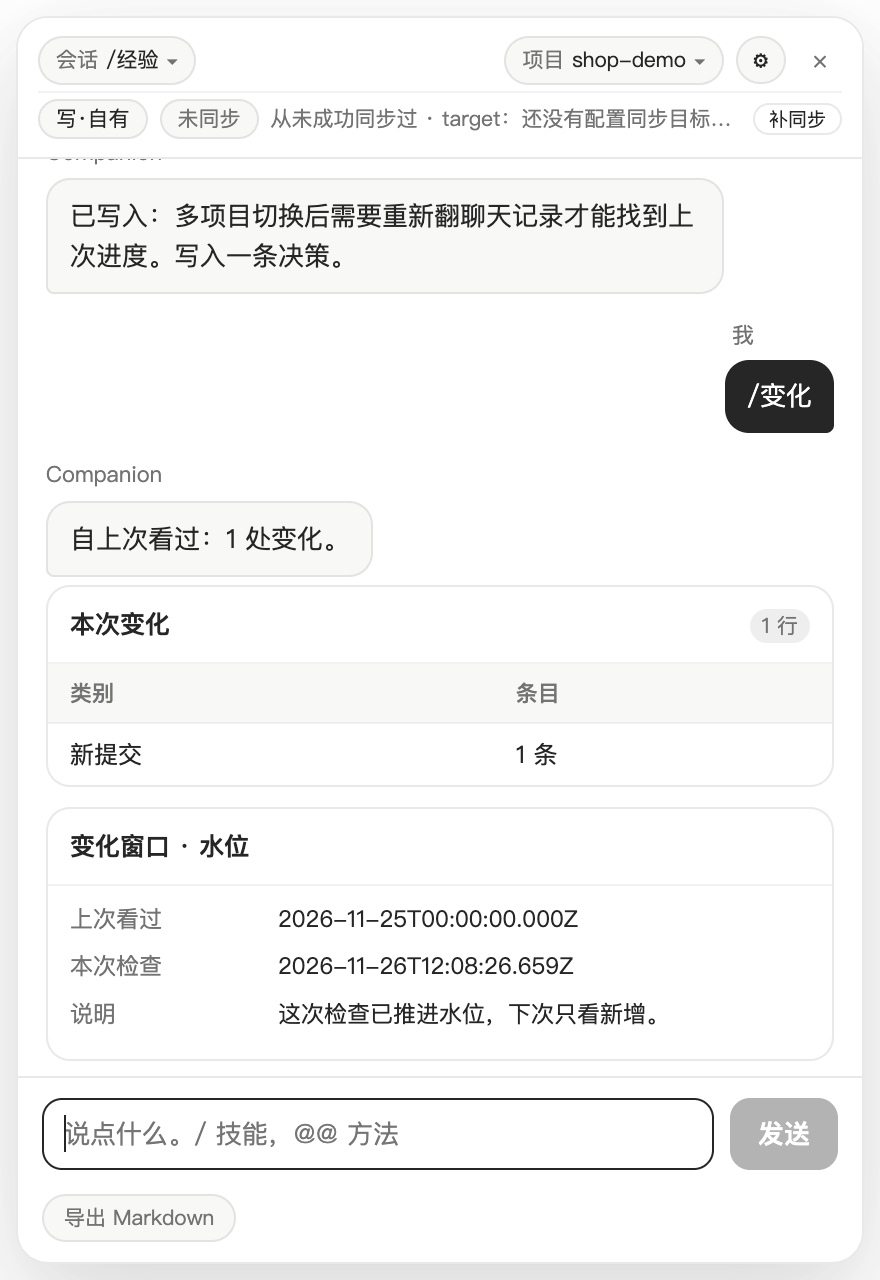 会话 /经验
项目 shop-demo
写·自有 未同步 从未成功同步过 · target：还没有配置同步目标… 补同步
Companion
已写入：多项目切换后需要重新翻聊天记录才能找到上
次进度。写入一条决策。
我
/变化
Companion
自上次看过：1 处变化。
本次变化 1 行
类别 条目
新提交 1 条
变化窗口 · 水位
上次看过 2026-11-25T00:00:00.000Z
本次检查 2026-11-26T12:08:26.659Z
说明 这次检查已推进水位，下次只看新增。
说点什么。/ 技能，@@ 方法
发送
导出 Markdown